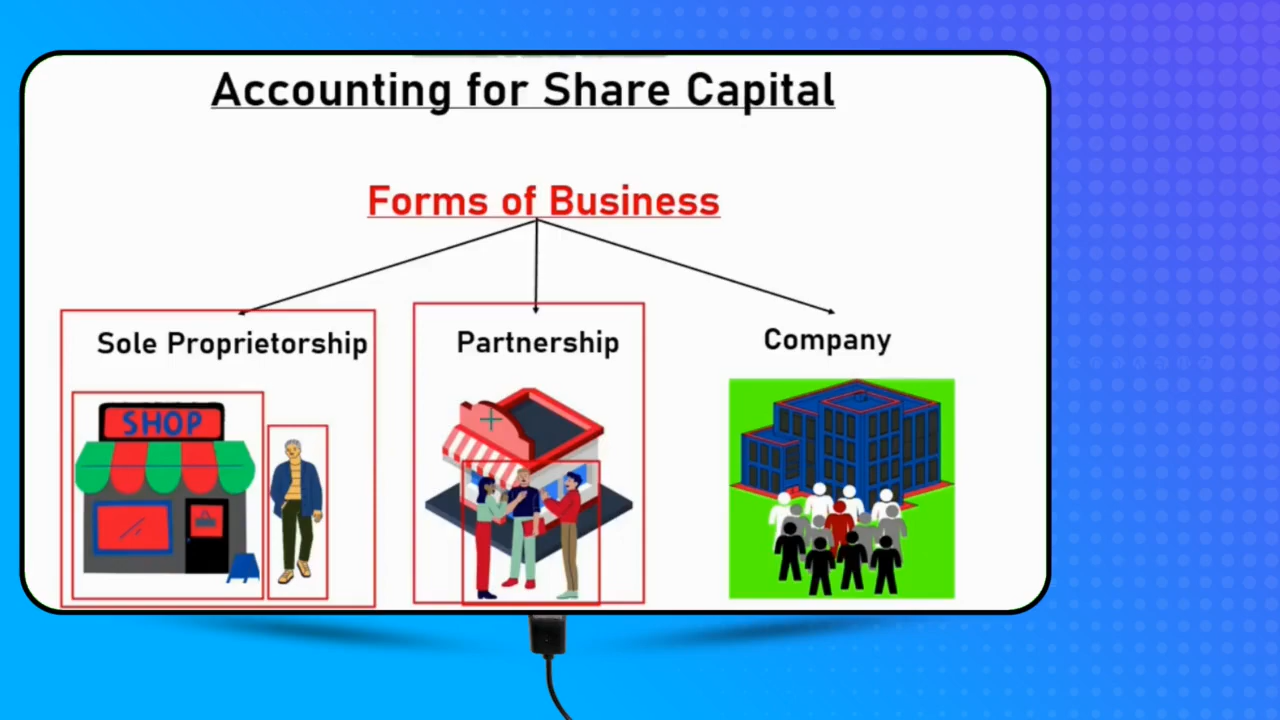 Accounting for Share Capital
Forms of Business
Sole Proprietorship
Partnership
Company
SHOP